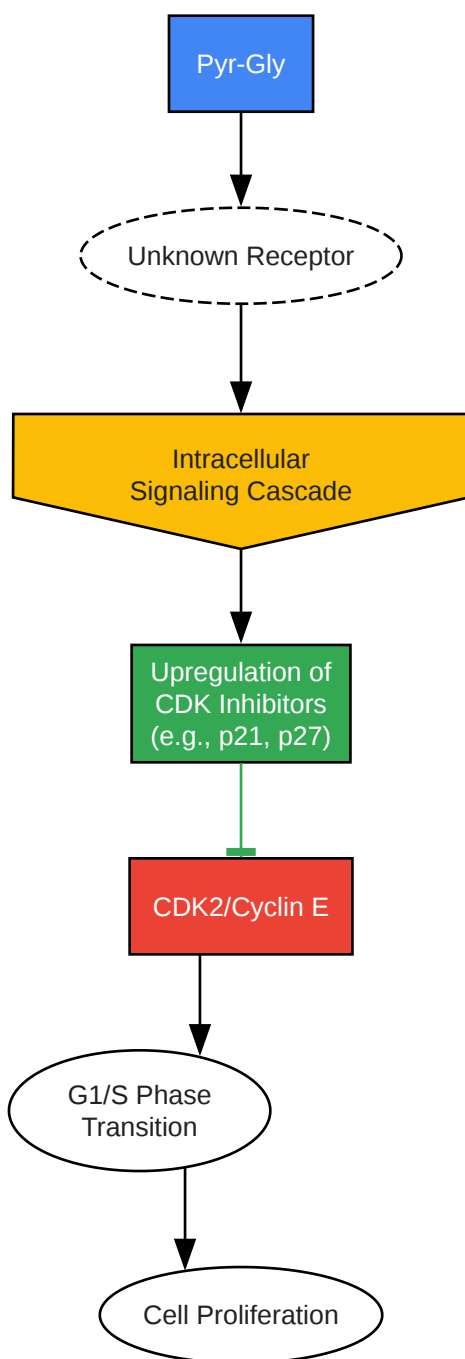 Pyr-Gly
Unknown Receptor
Intracellular
Signaling Cascade
Upregulation of
CDK Inhibitors
(e.g., p21, p27)
CDK2/Cyclin E
G1/S Phase
Transition
Cell Proliferation